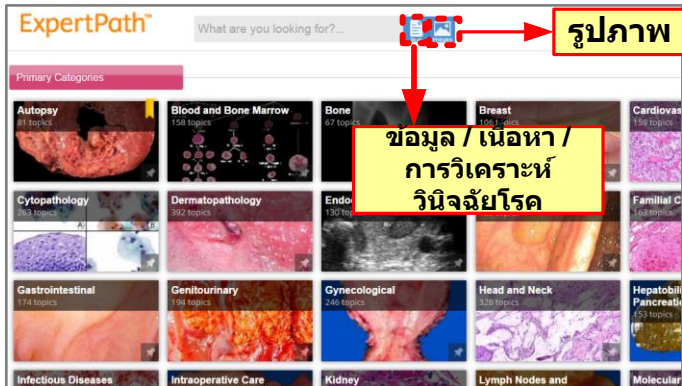 ExpertPath™
What are you looking for?...
Images
รูปภาพ
Primary Categories
Autopsy
81 topics
Blood and Bone Marrow
158 topics
Bone
67 topics
Breast
106 topics
Cardiovas
159 topics
ข้อมูล / เนื้อหา /
การวิเคราะห์
วินิจฉัยโรค
Cytopathology
263 topics
A)
B)
Dermatopathology
392 topics
Endo
130 top
Familial C
163 topics
Gastrointestinal
174 topics
Genitourinary
194 topics
Gynecological
246 topics
Head and Neck
326 topics
Hepatobili
Pancreatic
153 topics
Infectious Diseases
Intraoperative Care
Kidney
Lymph Nodes and
Molecular